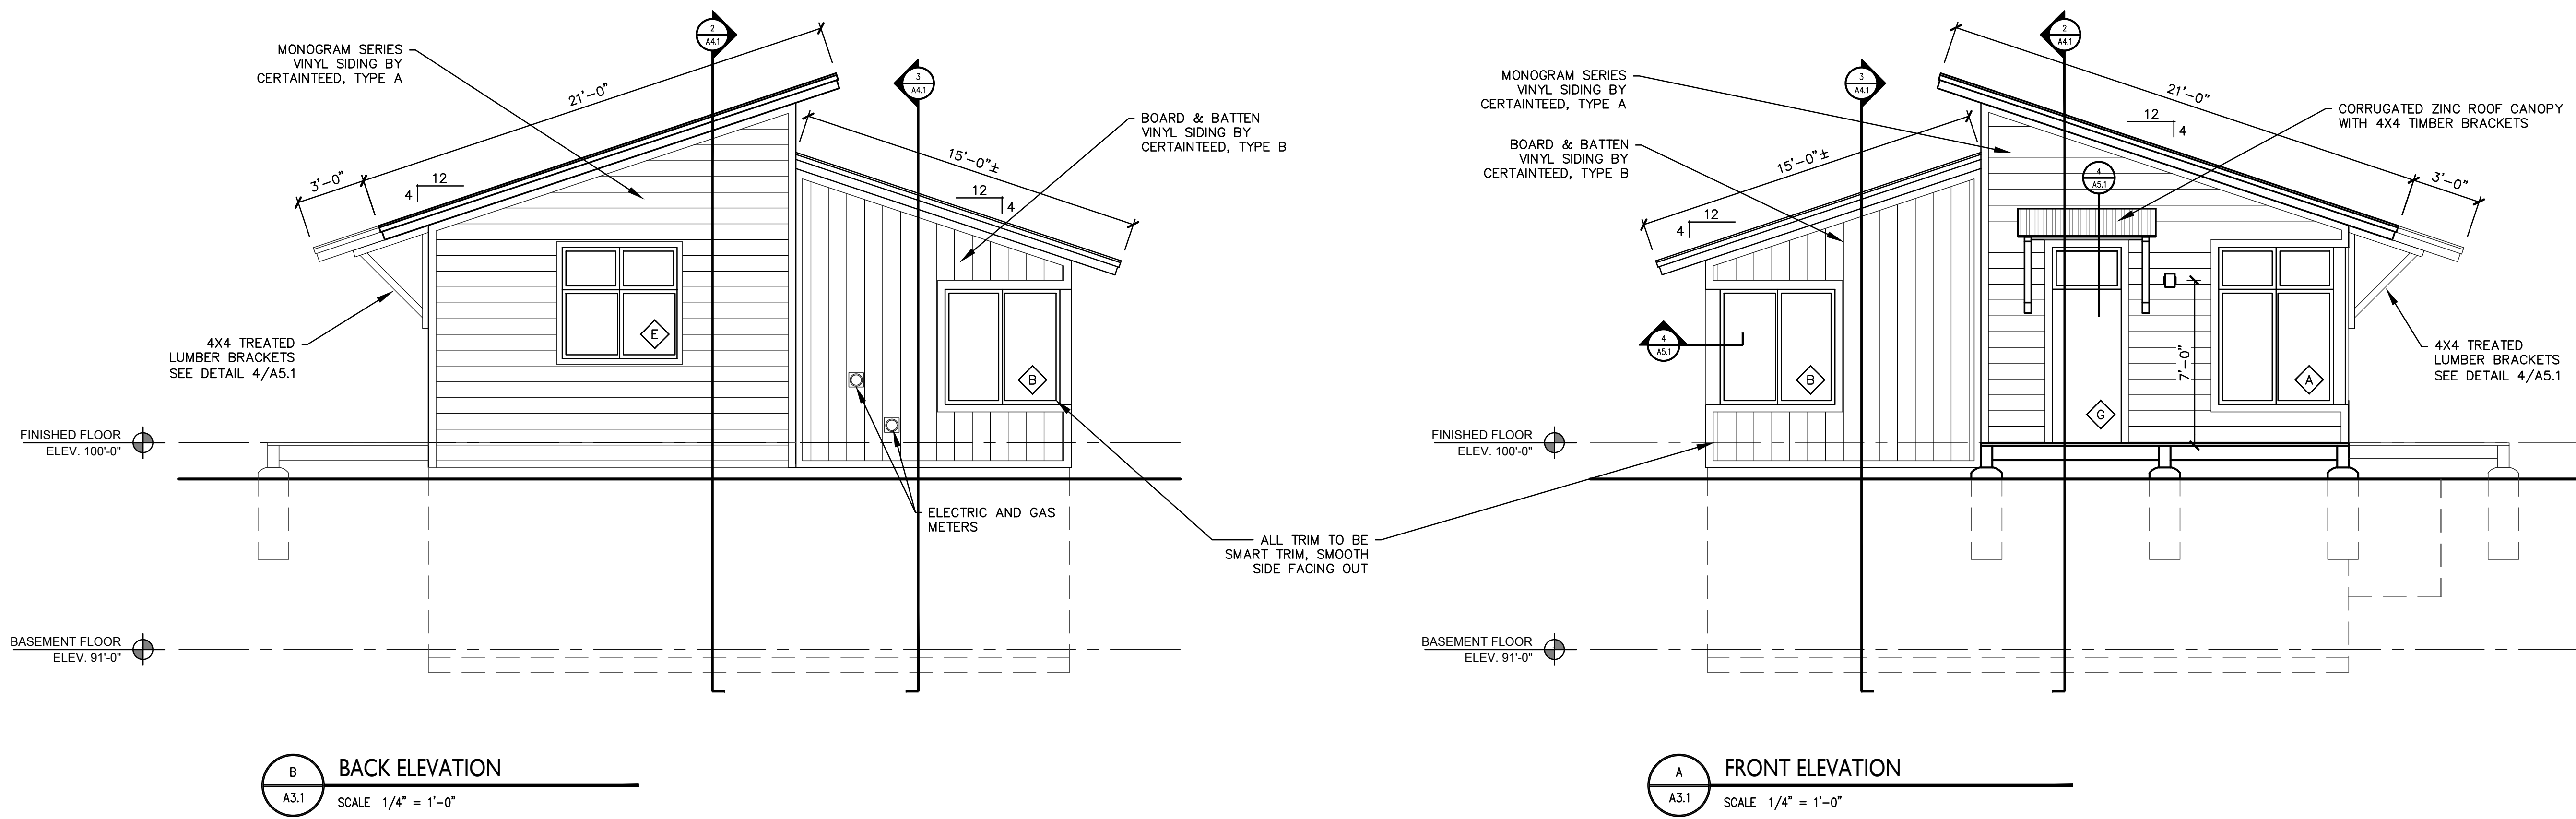 2
A4.1
MONOGRAM SERIES
VINYL SIDING BY
CERTAINTEED, TYPE A
21'-0"
3
A4.1
BOARD & BATTEN
VINYL SIDING BY
CERTAINTEED, TYPE B
15'-0"±
3'-0"
12
4
12
4
E
B
4X4 TREATED
LUMBER BRACKETS
SEE DETAIL 4/A5.1
FINISHED FLOOR
ELEV. 100'-0"
ELECTRIC AND GAS
METERS
ALL TRIM TO BE
SMART TRIM, SMOOTH
SIDE FACING OUT
BASEMENT FLOOR
ELEV. 91'-0"
B
A3.1
BACK ELEVATION
SCALE 1/4" = 1'-0"
2
A4.1
3
A4.1
MONOGRAM SERIES
VINYL SIDING BY
CERTAINTEED, TYPE A
21'-0"
CORRUGATED ZINC ROOF CANOPY
WITH 4X4 TIMBER BRACKETS
12
4
BOARD & BATTEN
VINYL SIDING BY
CERTAINTEED, TYPE B
15'-0"±
4
A5.1
3'-0"
12
4
4
A5.1
7'-0"
B
A
G
4X4 TREATED
LUMBER BRACKETS
SEE DETAIL 4/A5.1
FINISHED FLOOR
ELEV. 100'-0"
BASEMENT FLOOR
ELEV. 91'-0"
A
A3.1
FRONT ELEVATION
SCALE 1/4" = 1'-0"